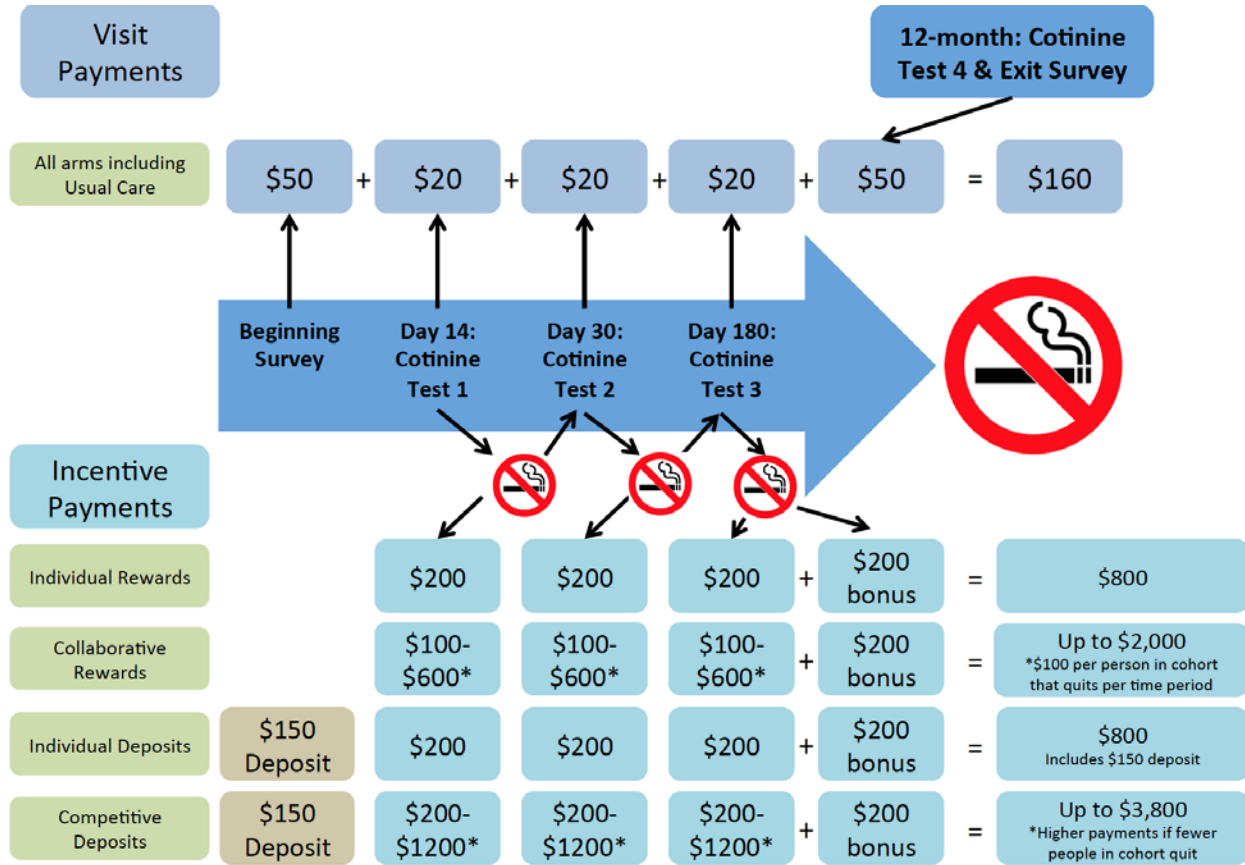 Visit
Payments
12-month: Cotinine
Test 4 & Exit Survey
All arms including
Usual Care
$50 + $20 + $20 + $20 + $50 = $160
Beginning
Survey
Day 14:
Cotinine
Test 1
Day 30:
Cotinine
Test 2
Day 180:
Cotinine
Test 3
Incentive
Payments
Individual Rewards
$200
$200
$200
+
$200
bonus
=
$800
Collaborative
Rewards
$100-
$600*
$100-
$600*
$100-
$600*
+
$200
bonus
=
Up to $2,000
*$100 per person in cohort
that quits per time period
Individual Deposits
$150
Deposit
$200
$200
$200
+
$200
bonus
=
$800
Includes $150 deposit
Competitive
Deposits
$150
Deposit
$200-
$1200*
$200-
$1200*
$200-
$1200*
+
$200
bonus
=
Up to $3,800
*Higher payments if fewer
people in cohort quit